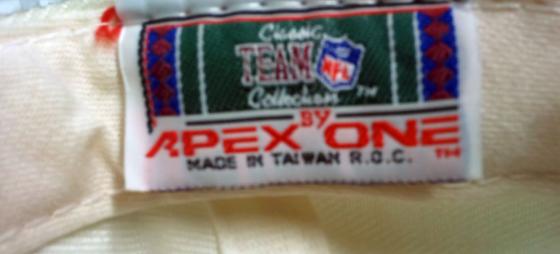 Classic
TEAM NFL
Collection TM
BY
APEX ONE TM
MADE IN TAIWAN R.O.C.